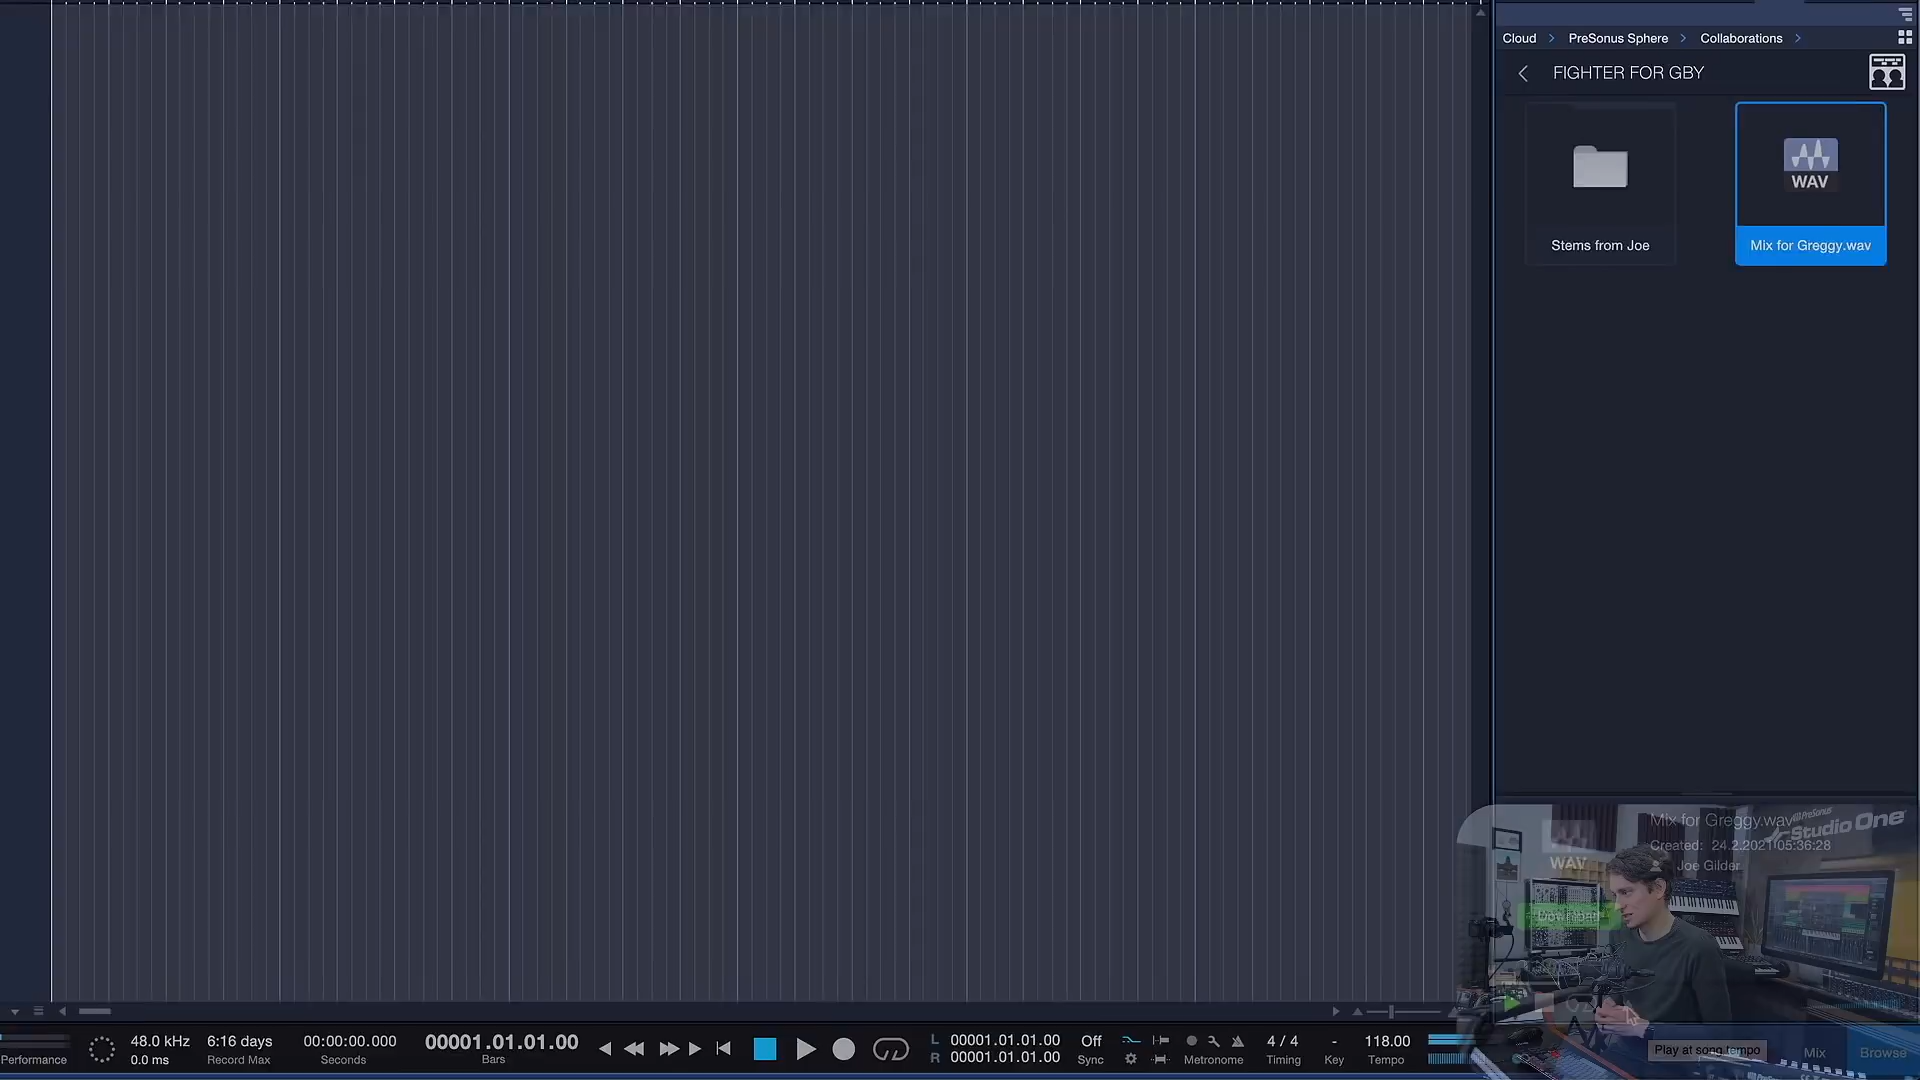 Cloud PreSonus Sphere Collaborations
FIGHTER FOR GBY
WAV
Stems from Joe
Mix for Greggy.wav
Mix for Greggy.wav
PreSonus
Studio One
Created: 24.2.2021 05:36:28
WAV
Joe Gilder
Download
Play at song tempo
Mix
Browse
Performance
48.0 kHz
0.0 ms
6:16 days
Record Max
00:00:00.000
Seconds
00001.01.01.00
Bars
L 00001.01.01.00
R 00001.01.01.00
Off
Sync
Metronome
4 / 4
Timing
-
Key
118.00
Tempo